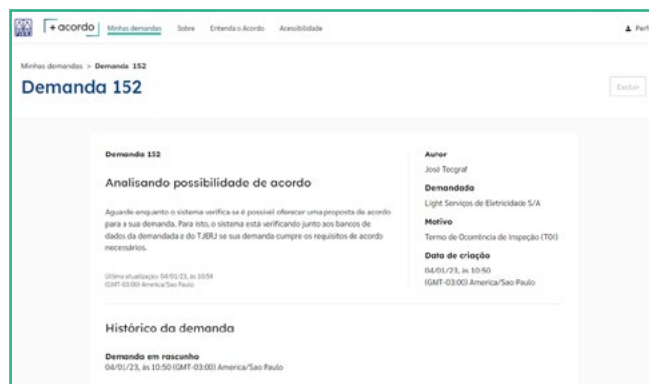 +acordo Minhas demandas Sobre Entenda o Acordo Acessibilidade Perfi
Minhas demandas > Demanda 152
Demanda 152
Excluir
Demanda 152
Analisando possibilidade de acordo
Aguarde enquanto o sistema verifica se é possível oferecer uma proposta de acordo
para a sua demanda. Para isto, o sistema está verificando junto aos bancos de
dados da demandada e do TJERJ se sua demanda cumpre os requisitos de acordo
necessários.
Última atualização: 04/01/23, às 10:50
(GMT-03:00) America/Sao Paulo
Autor
José Tecgraf
Demandada
Light Serviços de Eletricidade S/A
Motivo
Termo de Ocorrência de Inspeção (TOI)
Data de criação
04/01/23, às 10:50
(GMT-03:00) America/Sao Paulo
Histórico da demanda
Demanda em rascunho
04/01/23, às 10:50 (GMT-03:00) America/Sao Paulo